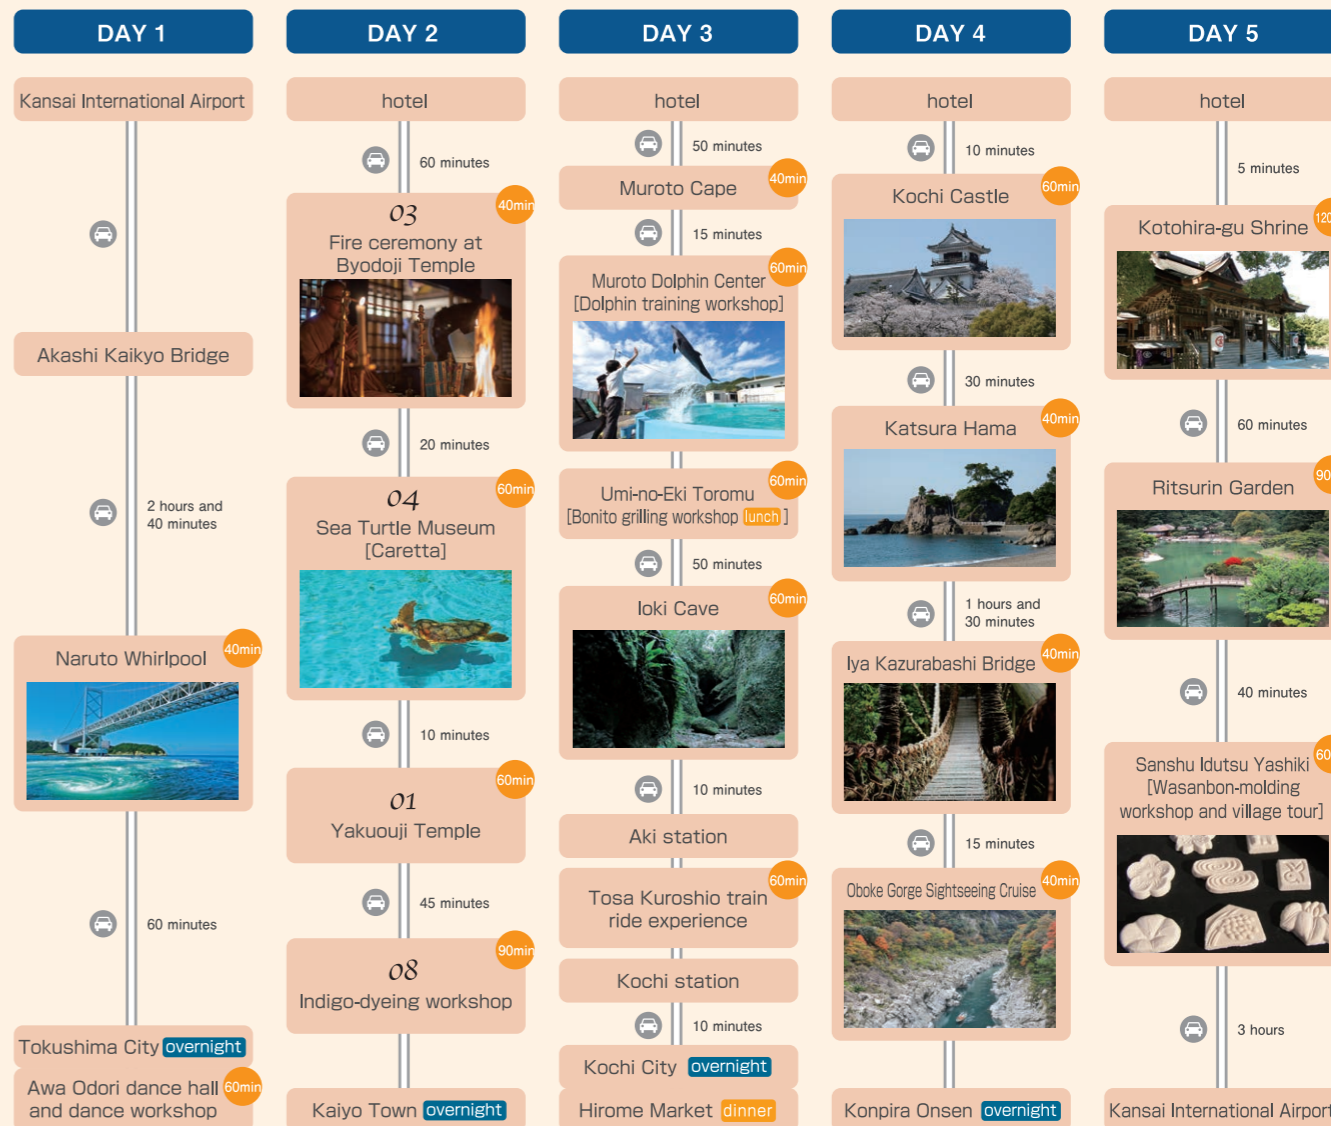 DAY 1
Kansai International Airport
Akashi Kaikyo Bridge
2 hours and
40 minutes
40min
Naruto Whirlpool
60 minutes
Tokushima City overnight
60min
Awa Odori dance hall
and dance workshop
DAY 2
hotel
60 minutes
40min
03
Fire ceremony at
Byodoji Temple
20 minutes
60min
04
Sea Turtle Museum
[Caretta]
10 minutes
60min
01
Yakuouji Temple
45 minutes
90min
08
Indigo-dyeing workshop
Kaiyo Town overnight
DAY 3
hotel
50 minutes
40min
Muroto Cape
15 minutes
60min
Muroto Dolphin Center
[Dolphin training workshop]
60min
Umi-no-Eki Toromu
[Bonito grilling workshop lunch]
50 minutes
60min
Ioki Cave
10 minutes
Aki station
60min
Tosa Kuroshio train
ride experience
Kochi station
10 minutes
Kochi City overnight
Hirome Market dinner
DAY 4
hotel
10 minutes
60min
Kochi Castle
30 minutes
40min
Katsura Hama
1 hours and
30 minutes
40min
Iya Kazurabashi Bridge
15 minutes
40min
Oboke Gorge Sightseeing Cruise
Konpira Onsen overnight
DAY 5
hotel
5 minutes
120
Kotohira-gu Shrine
60 minutes
90
Ritsurin Garden
40 minutes
60
Sanshu Idutsu Yashiki
[Wasanbon-molding
workshop and village tour]
3 hours
Kansai International Airport